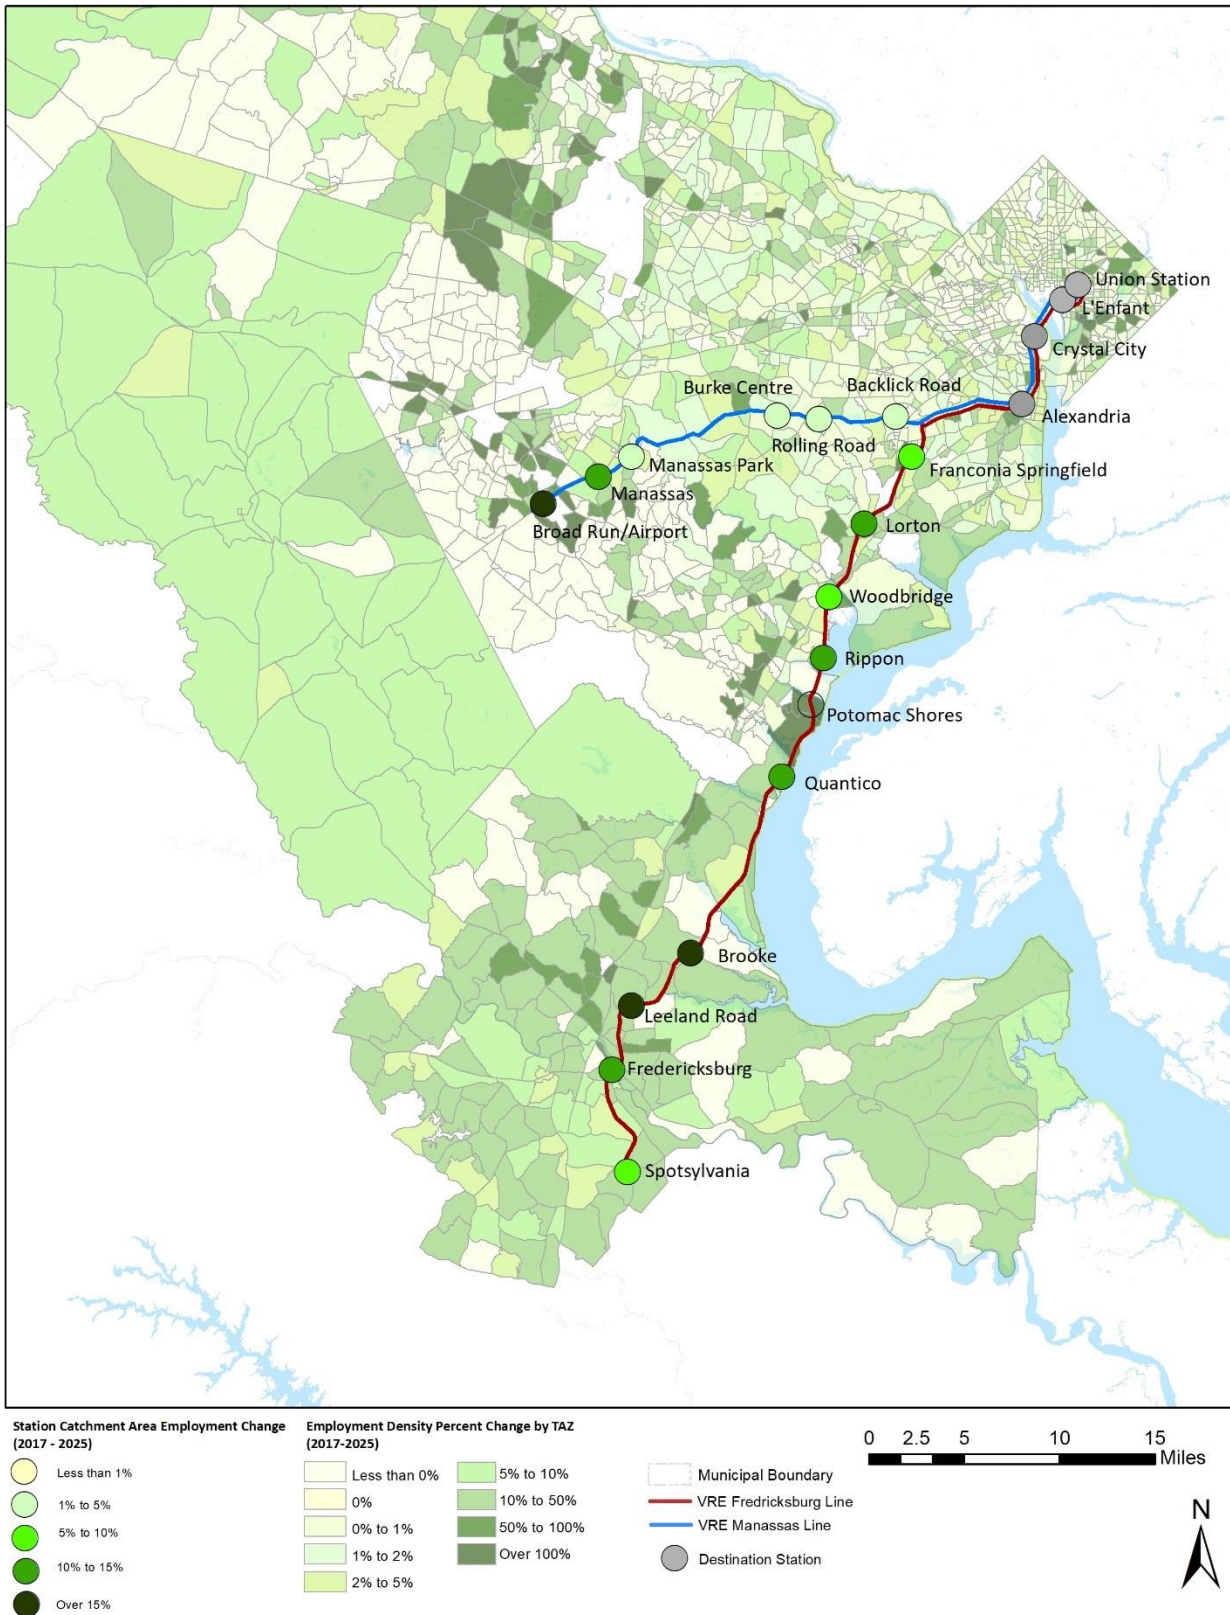 Union Station
L'Enfant
Crystal City
Burke Centre
Backlick Road
Alexandria
Rolling Road
Manassas Park
Franconia Springfield
Manassas
Broad Run/Airport
Lorton
Woodbridge
Rippon
Potomac Shores
Quantico
Brooke
Leeland Road
Fredericksburg
Spotsylvania
Station Catchment Area Employment Change
(2017 - 2025)
Less than 1%
1% to 5%
5% to 10%
10% to 15%
Over 15%
Employment Density Percent Change by TAZ
(2017-2025)
Less than 0%
0%
0% to 1%
1% to 2%
2% to 5%
5% to 10%
10% to 50%
50% to 100%
Over 100%
Municipal Boundary
VRE Fredricksburg Line
VRE Manassas Line
Destination Station
0 2.5 5 10 15
Miles
N